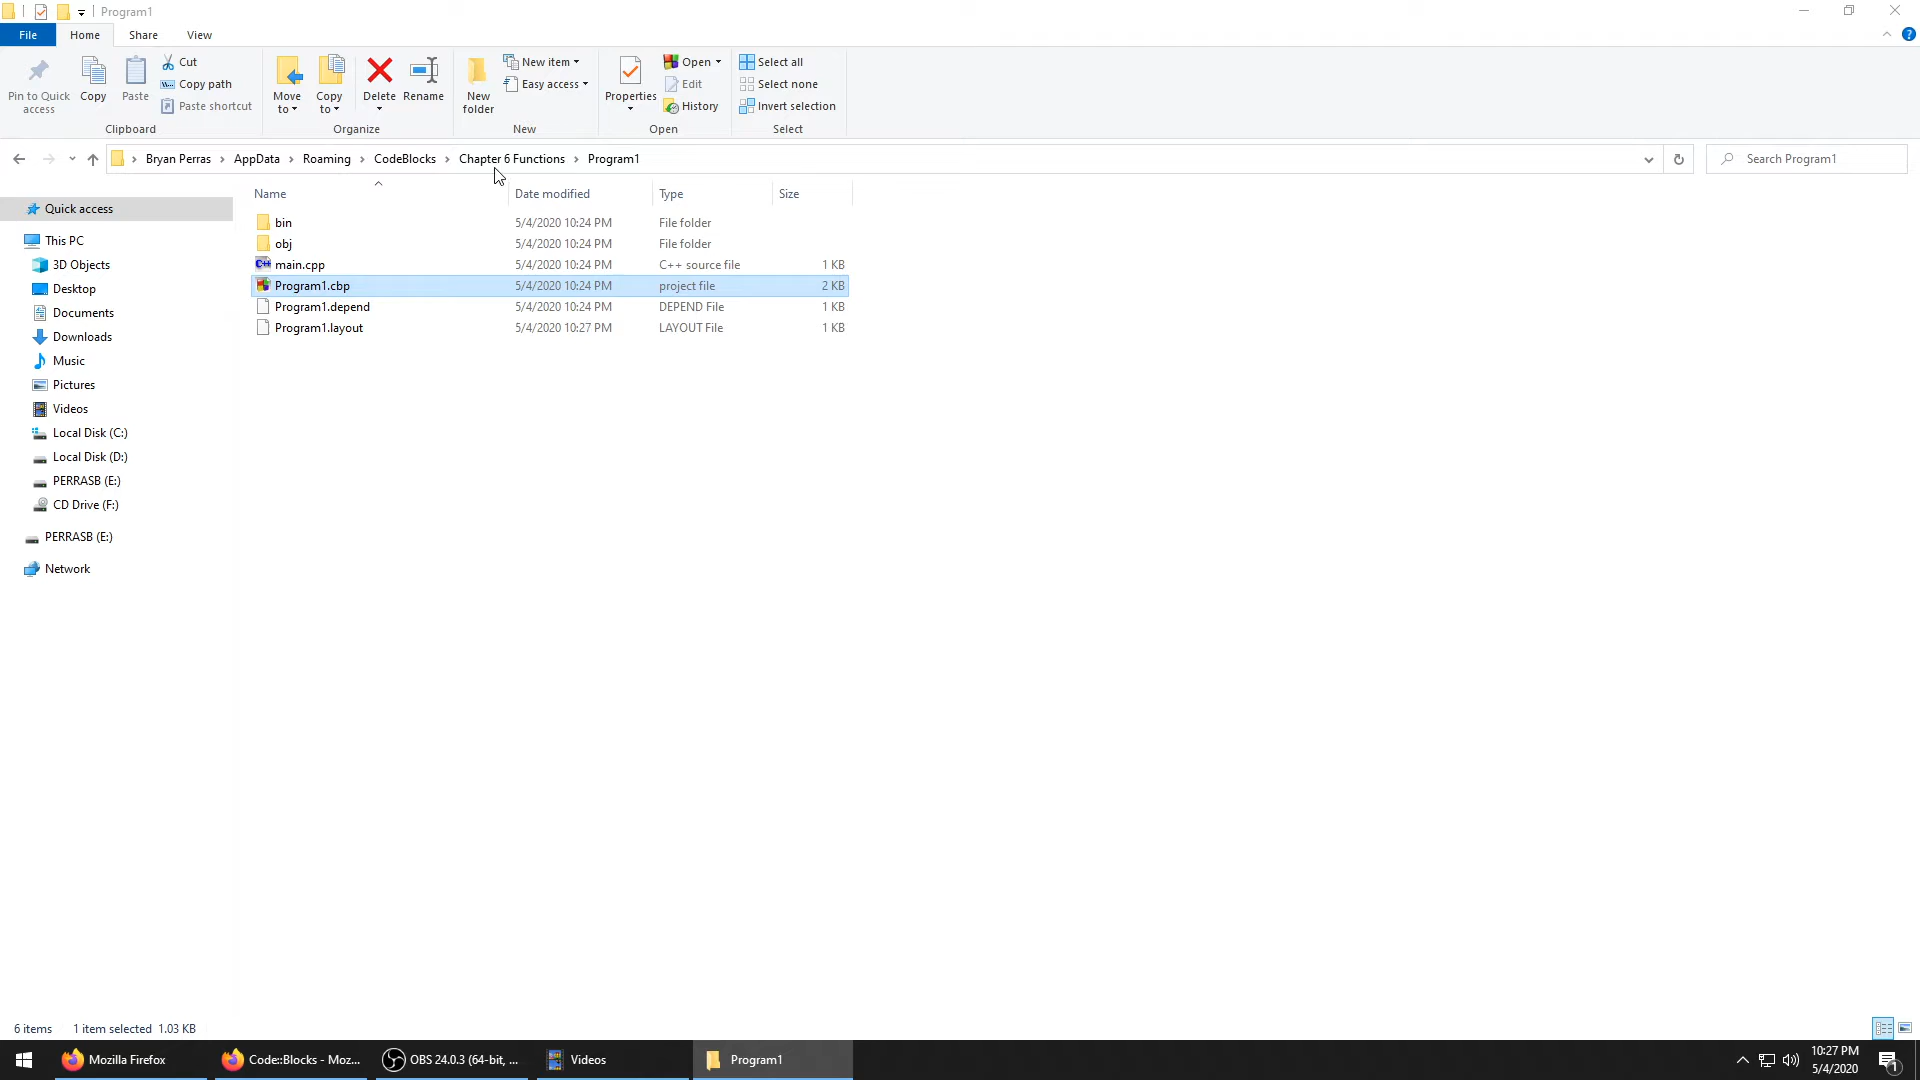 Program1
File Home Share View
Pin to Quick access
Copy
Paste
Cut
Copy path
Paste shortcut
Clipboard
Move to
Copy to
Delete
Rename
Organize
New folder
New item
Easy access
New
Properties
Open
Edit
History
Open
Select all
Select none
Invert selection
Select
Bryan Perras > AppData > Roaming > CodeBlocks > Chapter 6 Functions > Program1
Search Program1
Name Date modified Type Size
bin 5/4/2020 10:24 PM File folder
obj 5/4/2020 10:24 PM File folder
main.cpp 5/4/2020 10:24 PM C++ source file 1 KB
Program1.cbp 5/4/2020 10:24 PM project file 2 KB
Program1.depend 5/4/2020 10:24 PM DEPEND File 1 KB
Program1.layout 5/4/2020 10:27 PM LAYOUT File 1 KB
Quick access
This PC
3D Objects
Desktop
Documents
Downloads
Music
Pictures
Videos
Local Disk (C:)
Local Disk (D:)
PERRASB (E:)
CD Drive (F:)
PERRASB (E:)
Network
6 items 1 item selected 1.03 KB
Mozilla Firefox
Code::Blocks - Moz...
OBS 24.0.3 (64-bit, ...
Videos
Program1
10:27 PM
5/4/2020
1